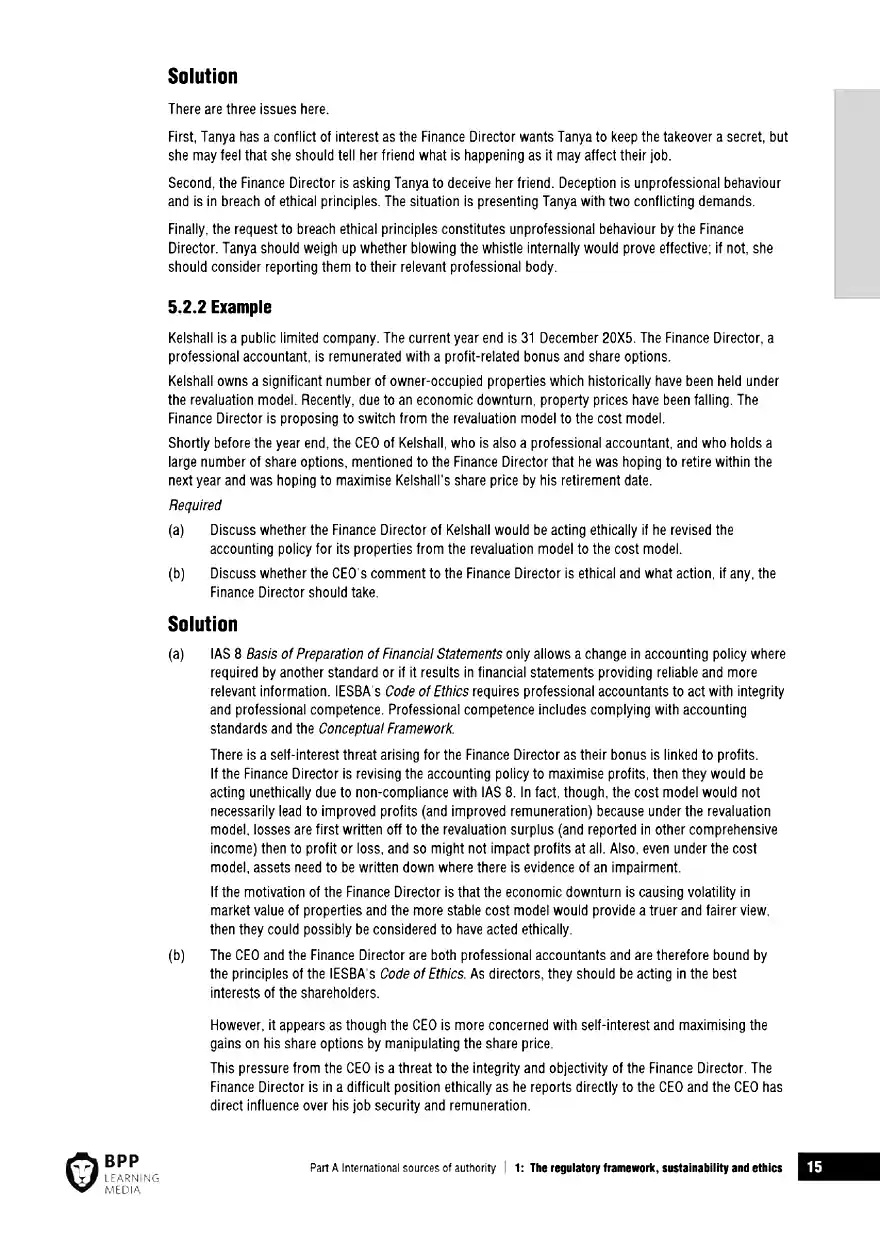 Solution
There are three issues here.
First, Tanya has a conflict of interest as the Finance Director wants Tanya to keep the takeover a secret, but
she may feel that she should tell her friend what is happening as it may affect their job.
Second, the Finance Director is asking Tanya to deceive her friend. Deception is unprofessional behaviour
and is in breach of ethical principles. The situation is presenting Tanya with two conflicting demands.
Finally, the request to breach ethical principles constitutes unprofessional behaviour by the Finance
Director. Tanya should weigh up whether blowing the whistle internally would prove effective; if not, she
should consider reporting them to their relevant professional body.
5.2.2 Example
Kelshall is a public limited company. The current year end is 31 December 20X5. The Finance Director, a
professional accountant, is remunerated with a profit-related bonus and share options.
Kelshall owns a significant number of owner-occupied properties which historically have been held under
the revaluation model. Recently, due to an economic downturn, property prices have been falling. The
Finance Director is proposing to switch from the revaluation model to the cost model.
Shortly before the year end, the CEO of Kelshall, who is also a professional accountant, and who holds a
large number of share options, mentioned to the Finance Director that he was hoping to retire within the
next year and was hoping to maximise Kelshall's share price by his retirement date.
Required
(a) Discuss whether the Finance Director of Kelshall would be acting ethically if he revised the
accounting policy for its properties from the revaluation model to the cost model.
(b) Discuss whether the CEO's comment to the Finance Director is ethical and what action, if any, the
Finance Director should take.
Solution
(a) IAS 8 Basis of Preparation of Financial Statements only allows a change in accounting policy where
required by another standard or if it results in financial statements providing reliable and more
relevant information. IESBA's Code of Ethics requires professional accountants to act with integrity
and professional competence. Professional competence includes complying with accounting
standards and the Conceptual Framework.
There is a self-interest threat arising for the Finance Director as their bonus is linked to profits.
If the Finance Director is revising the accounting policy to maximise profits, then they would be
acting unethically due to non-compliance with IAS 8. In fact, though, the cost model would not
necessarily lead to improved profits (and improved remuneration) because under the revaluation
model, losses are first written off to the revaluation surplus (and reported in other comprehensive
income) then to profit or loss, and so might not impact profits at all. Also, even under the cost
model, assets need to be written down where there is evidence of an impairment.
If the motivation of the Finance Director is that the economic downturn is causing volatility in
market value of properties and the more stable cost model would provide a truer and fairer view,
then they could possibly be considered to have acted ethically.
(b) The CEO and the Finance Director are both professional accountants and are therefore bound by
the principles of the IESBA's Code of Ethics. As directors, they should be acting in the best
interests of the shareholders.
However, it appears as though the CEO is more concerned with self-interest and maximising the
gains on his share options by manipulating the share price.
This pressure from the CEO is a threat to the integrity and objectivity of the Finance Director. The
Finance Director is in a difficult position ethically as he reports directly to the CEO and the CEO has
direct influence over his job security and remuneration.
BPP
LEARNING
MEDIA
Part A International sources of authority | 1: The regulatory framework, sustainability and ethics 15